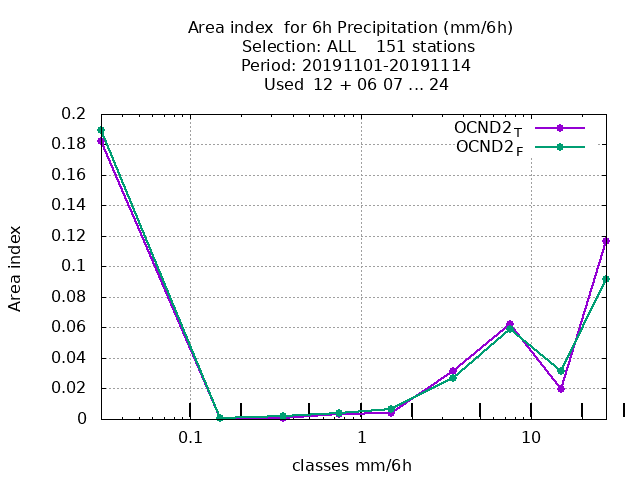 Area index  for 6h Precipitation (mm/6h)
Selection: ALL    151 stations
Period: 20191101-20191114
Used  12 + 06 07 ... 24
OCND2T
OCND2F
0.2
0.18
0.16
0.14
0.12
0.1
0.08
0.06
0.04
0.02
0
Area index
0.1 1 10
classes mm/6h